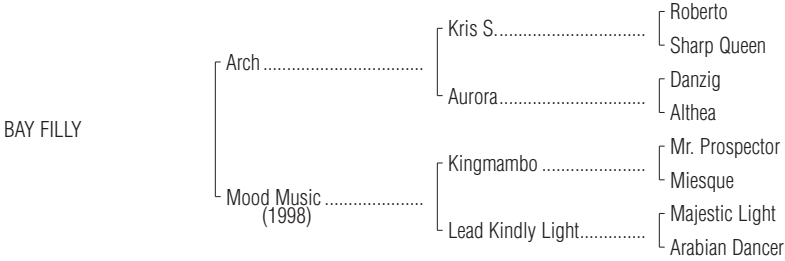 Roberto
Kris S..............................
Sharp Queen
Arch.................................
Danzig
Aurora..............................
Althea
BAY FILLY
Mr. Prospector
Kingmambo .....................
Miesque
Mood Music....................
(1998)
Majestic Light
Lead Kindly Light.............
Arabian Dancer